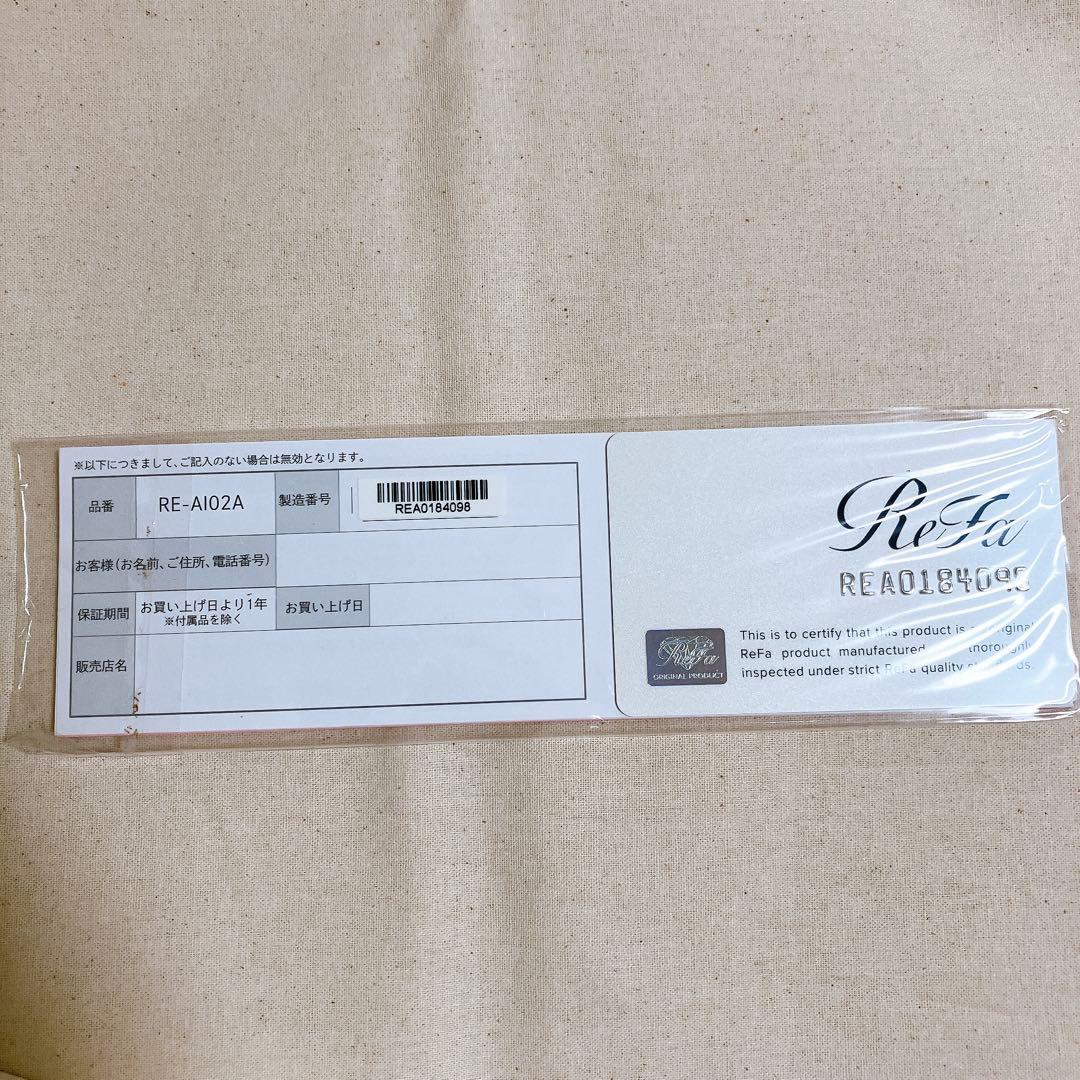 ※以下につきまして、ご記入のない場合は無効となります。
品番 RE-AI02A 製造番号 REA0184098
お客様(お名前、ご住所、電話番号)
保証期間 お買い上げ日より1年 お買い上げ日
※付属品を除く
販売店名
ReFa
REA018409
This is to certify that this product is original
ReFa product manufactured thoroughly
inspected under strict ReFa quality
ReFa
ORIGINAL PRODUCT